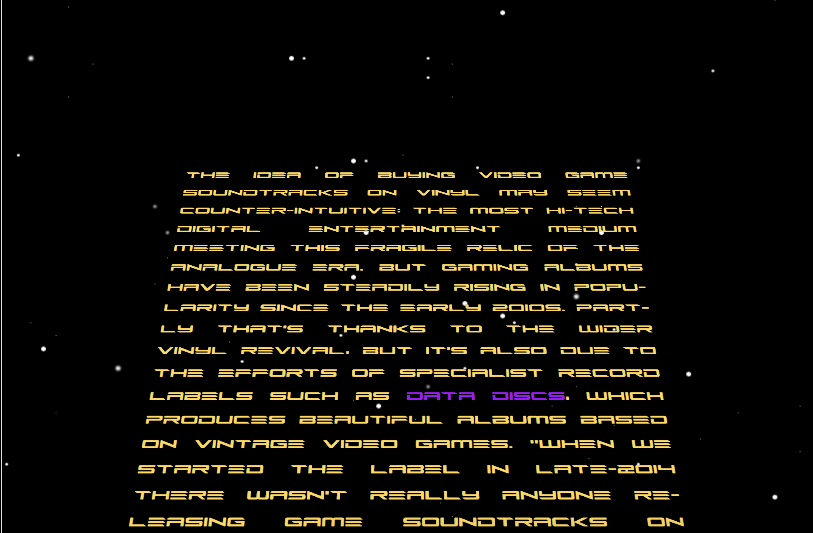 THE IDEA OF BUYING VIDEO GAME
SOUNDTRACKS ON VINYL MAY SEEM
COUNTER-INTUITIVE: THE MOST HI-TECH
DIGITAL ENTERTAINMENT MEDIUM
MEETING THIS FRAGILE RELIC OF THE
ANALOGUE ERA. BUT GAMING ALBUMS
HAVE BEEN STEADILY RISING IN POPU-
LARITY SINCE THE EARLY 2010S. PART-
LY THAT'S THANKS TO THE WIDER
VINYL REVIVAL, BUT IT'S ALSO DUE TO
THE EFFORTS OF SPECIALIST RECORD
LABELS SUCH AS DATA DISCS, WHICH
PRODUCES BEAUTIFUL ALBUMS BASED
ON VINTAGE VIDEO GAMES. "WHEN WE
STARTED THE LABEL IN LATE-2014
THERE WASN'T REALLY ANYONE RE-
LEASING GAME SOUNDTRACKS ON